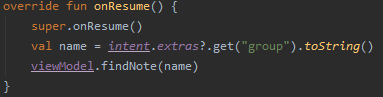 override fun onResume() {
    super.onResume()
    val name = intent.extras?.get("group").toString()
    viewModel.findNote(name)
}